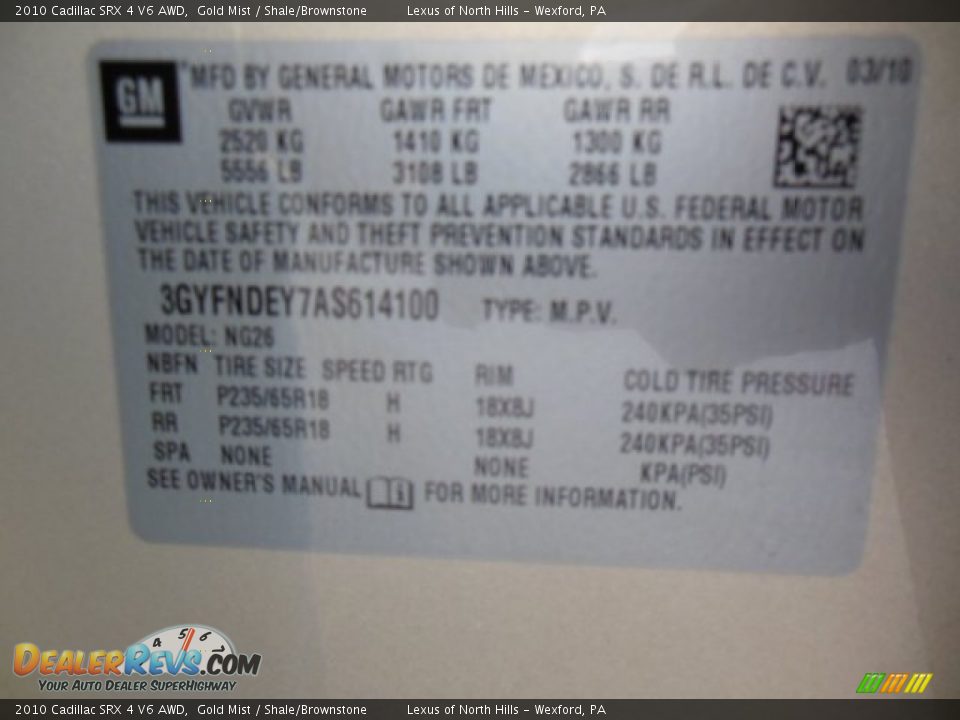 2010 Cadillac SRX 4 V6 AWD, Gold Mist / Shale/Brownstone Lexus of North Hills - Wexford, PA
GM MFD BY GENERAL MOTORS DE MEXICO, S. DE R.L. DE C.V. 03/10
GVWR GAWR FRT GAWR RR
2520 KG 1410 KG 1300 KG
5556 LB 3108 LB 2866 LB
THIS VEHICLE CONFORMS TO ALL APPLICABLE U.S. FEDERAL MOTOR
VEHICLE SAFETY AND THEFT PREVENTION STANDARDS IN EFFECT ON
THE DATE OF MANUFACTURE SHOWN ABOVE.
3GYFNDEY7AS614100 TYPE: M.P.V.
MODEL: NG26
NBFN TIRE SIZE SPEED RTG RIM COLD TIRE PRESSURE
FRT P235/65R18 H 18X8J 240KPA(35PSI)
RR P235/65R18 H 18X8J 240KPA(35PSI)
SPA NONE NONE KPA(PSI)
SEE OWNER'S MANUAL FOR MORE INFORMATION.
4 5 6 7
DEALERREVS.COM
YOUR AUTO DEALER SUPERHIGHWAY
2010 Cadillac SRX 4 V6 AWD, Gold Mist / Shale/Brownstone Lexus of North Hills - Wexford, PA